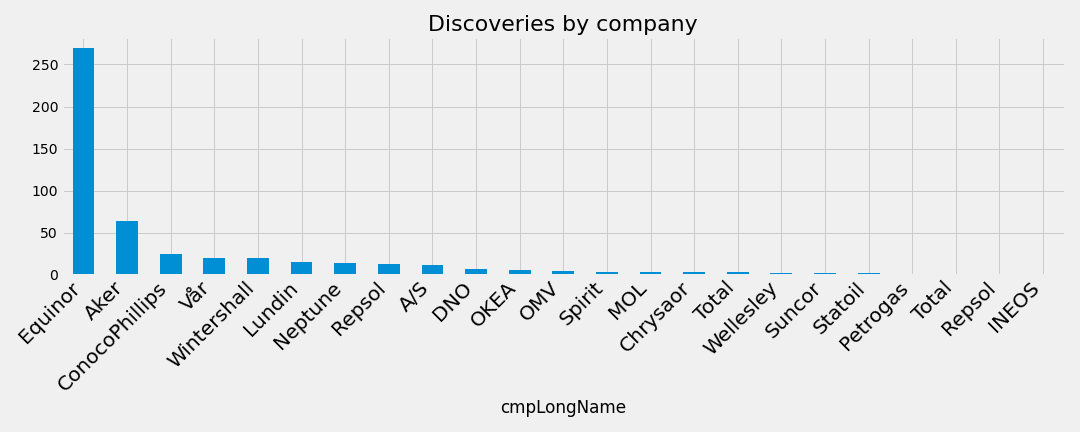 Discoveries by company
250
200
150
100
50
0
Equinor
Aker
ConocoPhillips
Vår
Wintershall
Lundin
Neptune
Repsol
A/S
DNO
OKEA
OMV
Spirit
MOL
Chrysaor
Total
Wellesley
Suncor
Statoil
Petrogas
Total
Repsol
INEOS
cmpLongName